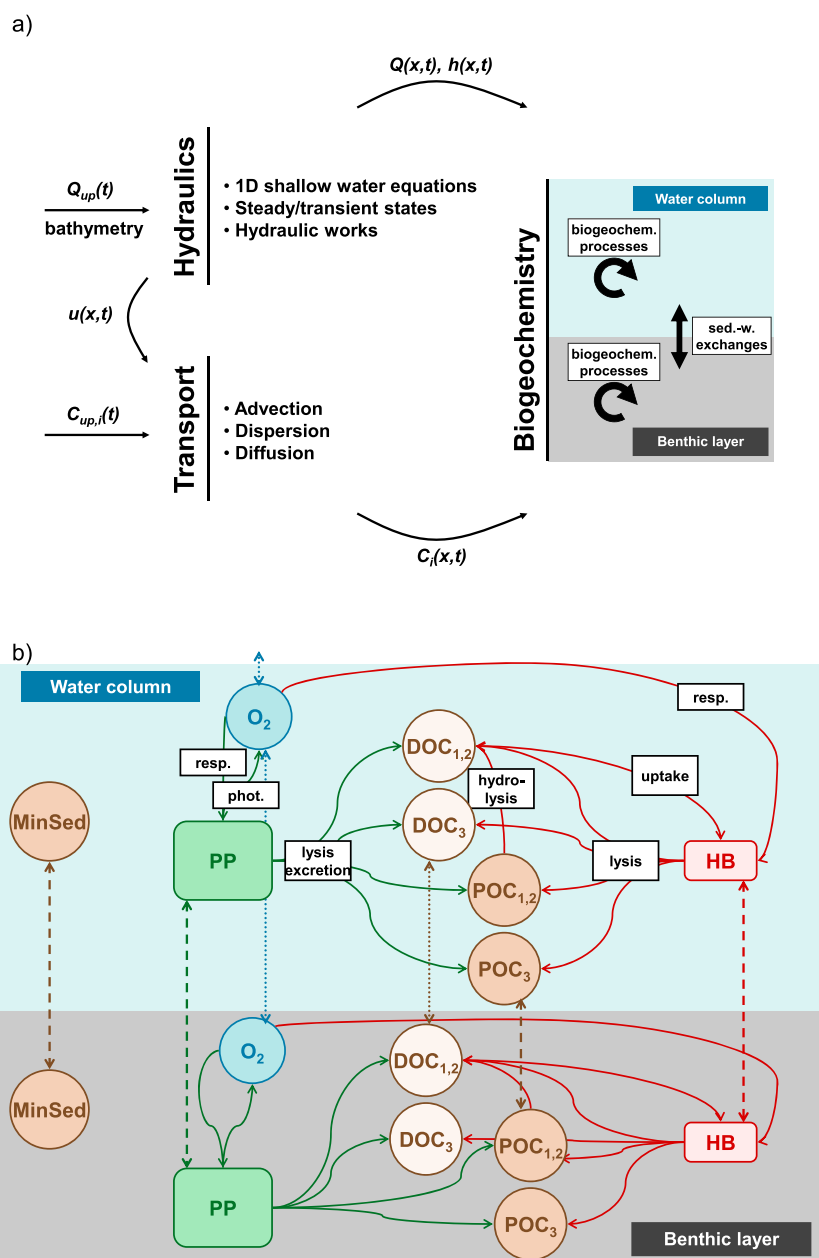 a)
Q(x,t), h(x,t)
Hydraulics
Q_up(t)
bathymetry
• 1D shallow water equations
• Steady/transient states
• Hydraulic works
u(x,t)
Transport
C_up,i(t)
• Advection
• Dispersion
• Diffusion
C_i(x,t)
Biogeochemistry
Water column
biogeochem.
processes
sed.-w.
exchanges
biogeochem.
processes
Benthic layer
b)
Water column
O2
resp.
resp.
phot.
DOC1,2
hydro-
lysis
uptake
MinSed
PP
lysis
excretion
DOC3
lysis
HB
POC1,2
POC3
O2
DOC1,2
MinSed
DOC3
POC1,2
HB
PP
POC3
Benthic layer